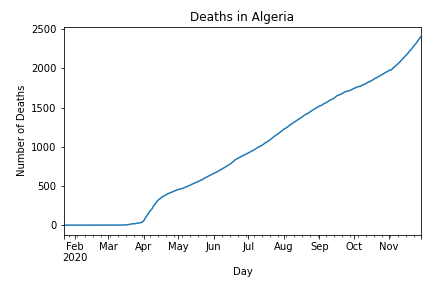 Deaths in Algeria
Number of Deaths
2500
2000
1500
1000
500
0
Feb Mar Apr May Jun Jul Aug Sep Oct Nov
2020
Day